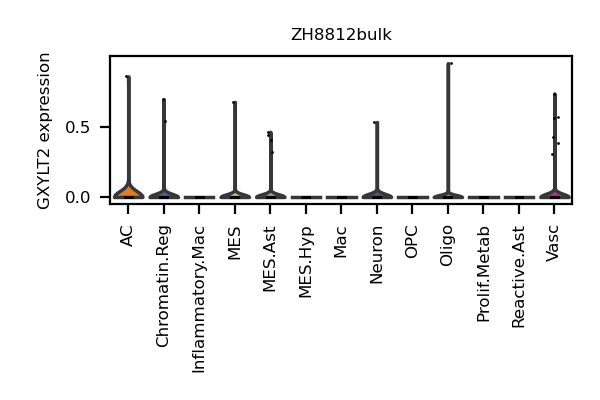 ZH8812bulk
GXYLT2 expression
0.5
0.0
AC
Chromatin.Reg
Inflammatory.Mac
MES
MES.Ast
MES.Hyp
Mac
Neuron
OPC
Oligo
Prolif.Metab
Reactive.Ast
Vasc